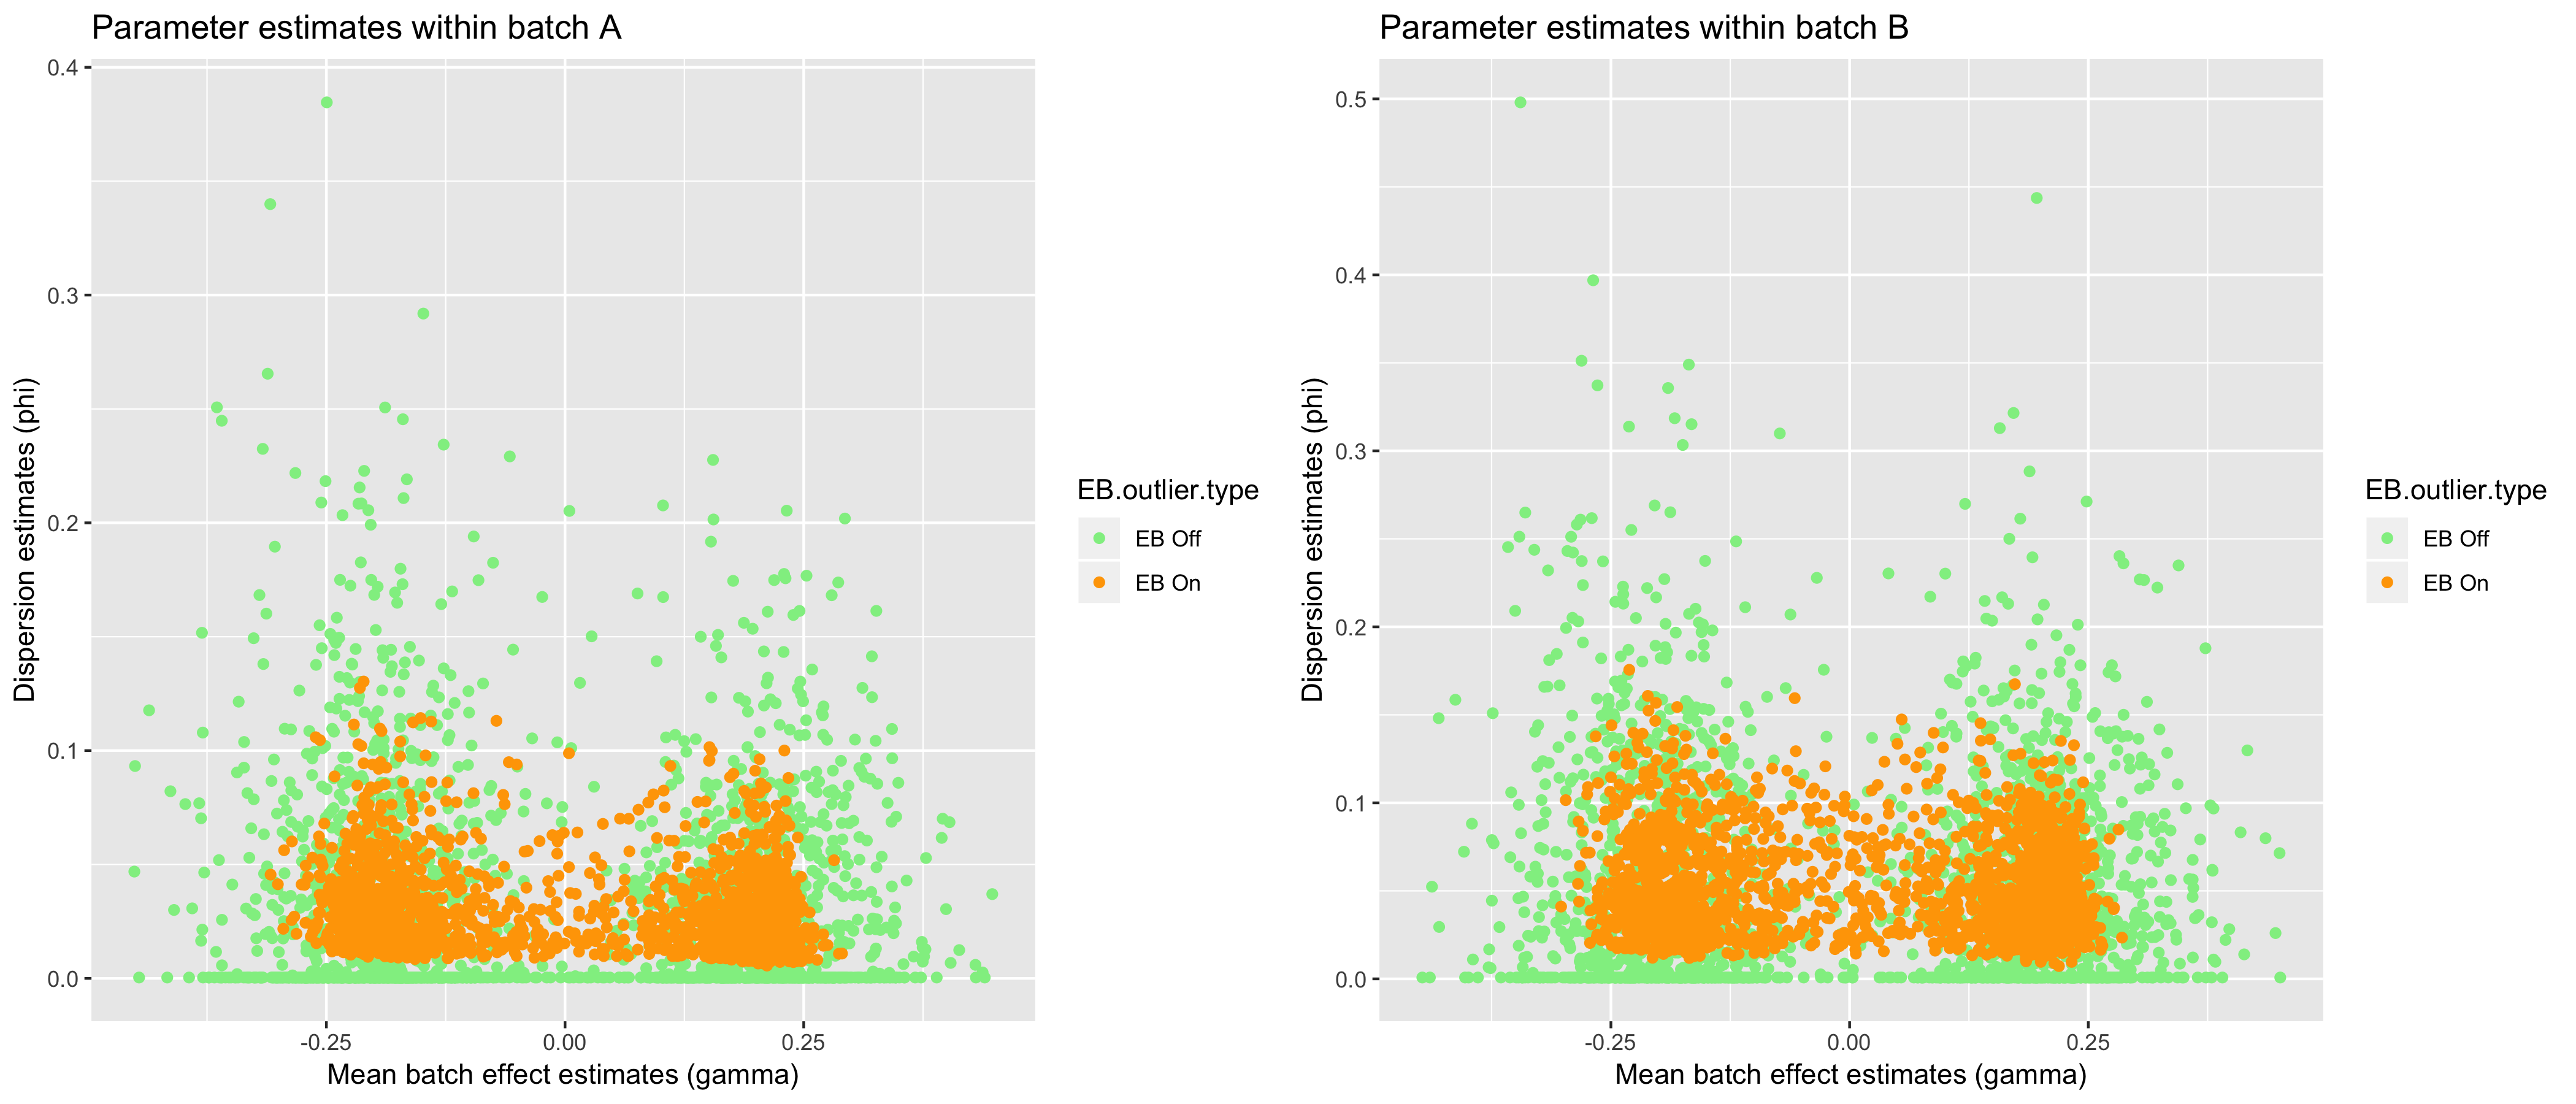 Parameter estimates within batch A
Dispersion estimates (phi)
0.4
0.3
0.2
0.1
0.0
-0.25 0.00 0.25
Mean batch effect estimates (gamma)
EB.outlier.type
EB Off
EB On
Parameter estimates within batch B
Dispersion estimates (phi)
0.5
0.4
0.3
0.2
0.1
0.0
-0.25 0.00 0.25
Mean batch effect estimates (gamma)
EB.outlier.type
EB Off
EB On